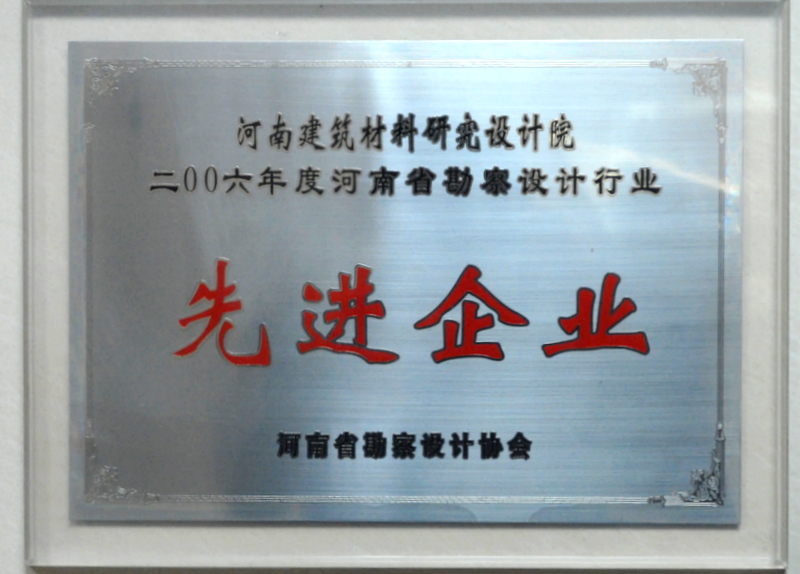 河南建筑材料研究设计院
二00六年度河南省勘察设计行业
先进企业
河南省勘察设计协会